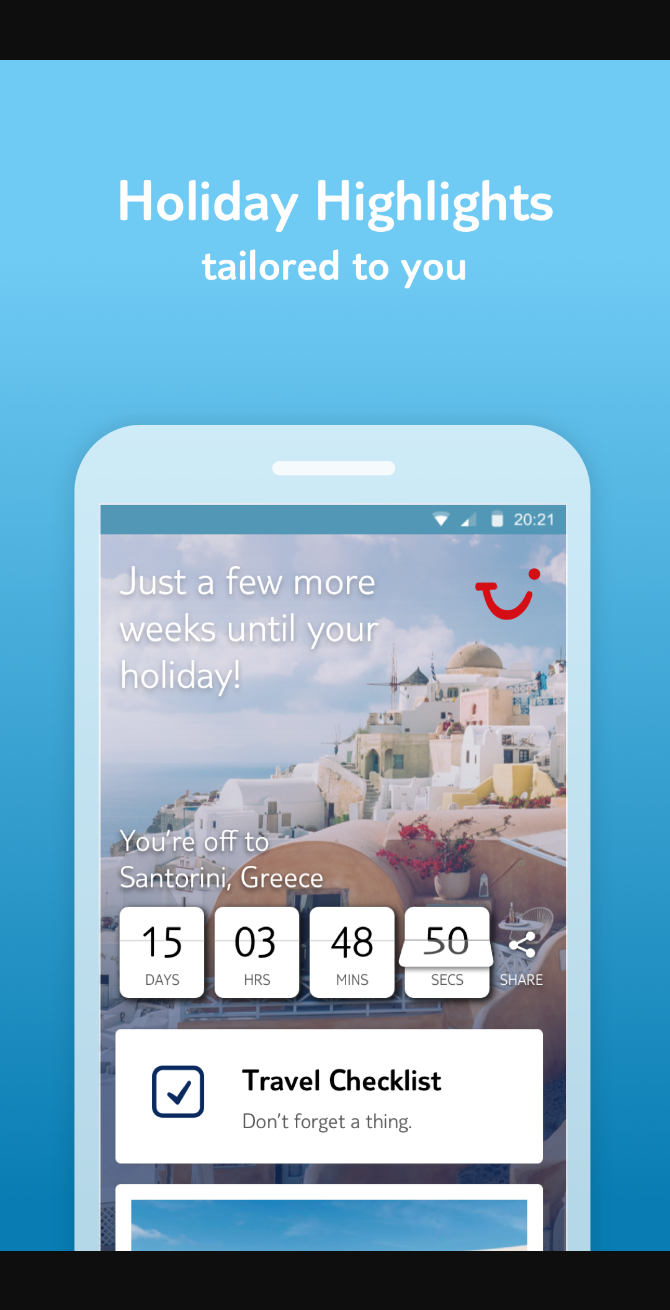 Holiday Highlights
tailored to you
20:21
Just a few more
weeks until your
holiday!
You're off to
Santorini, Greece
15 03 48 50
DAYS HRS MINS SECS SHARE
Travel Checklist
Don't forget a thing.